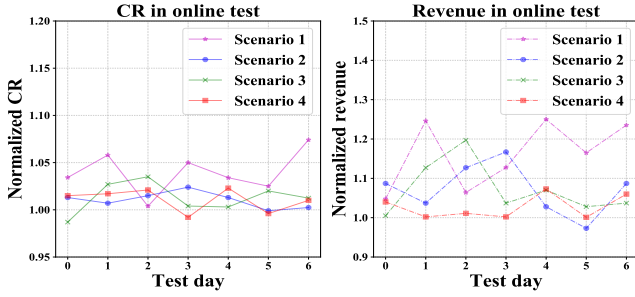 CR in online test
Normalized CR
1.20
1.15
1.10
1.05
1.00
0.95
0 1 2 3 4 5 6
Test day
Scenario 1
Scenario 2
Scenario 3
Scenario 4
Revenue in online test
Normalized revenue
1.5
1.4
1.3
1.2
1.1
1.0
0.9
0 1 2 3 4 5 6
Test day
Scenario 1
Scenario 2
Scenario 3
Scenario 4